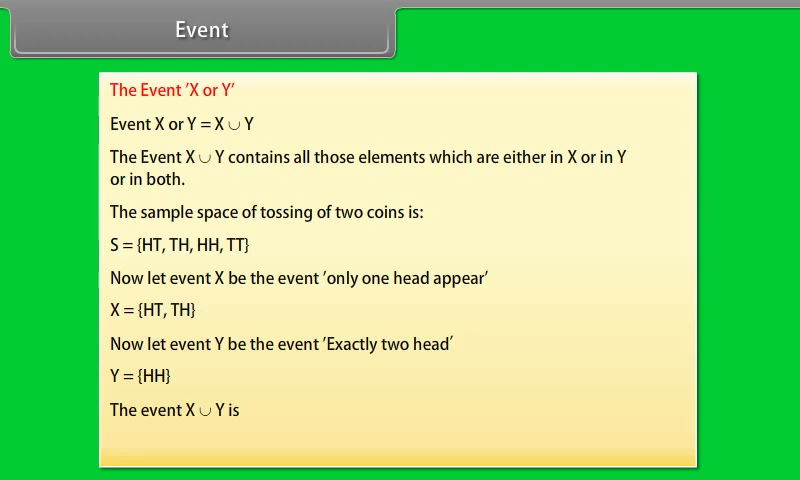 Event
The Event 'X or Y'
Event X or Y = X ∪ Y
The Event X ∪ Y contains all those elements which are either in X or in Y
or in both.
The sample space of tossing of two coins is:
S = {HT, TH, HH, TT}
Now let event X be the event 'only one head appear'
X = {HT, TH}
Now let event Y be the event 'Exactly two head'
Y = {HH}
The event X ∪ Y is